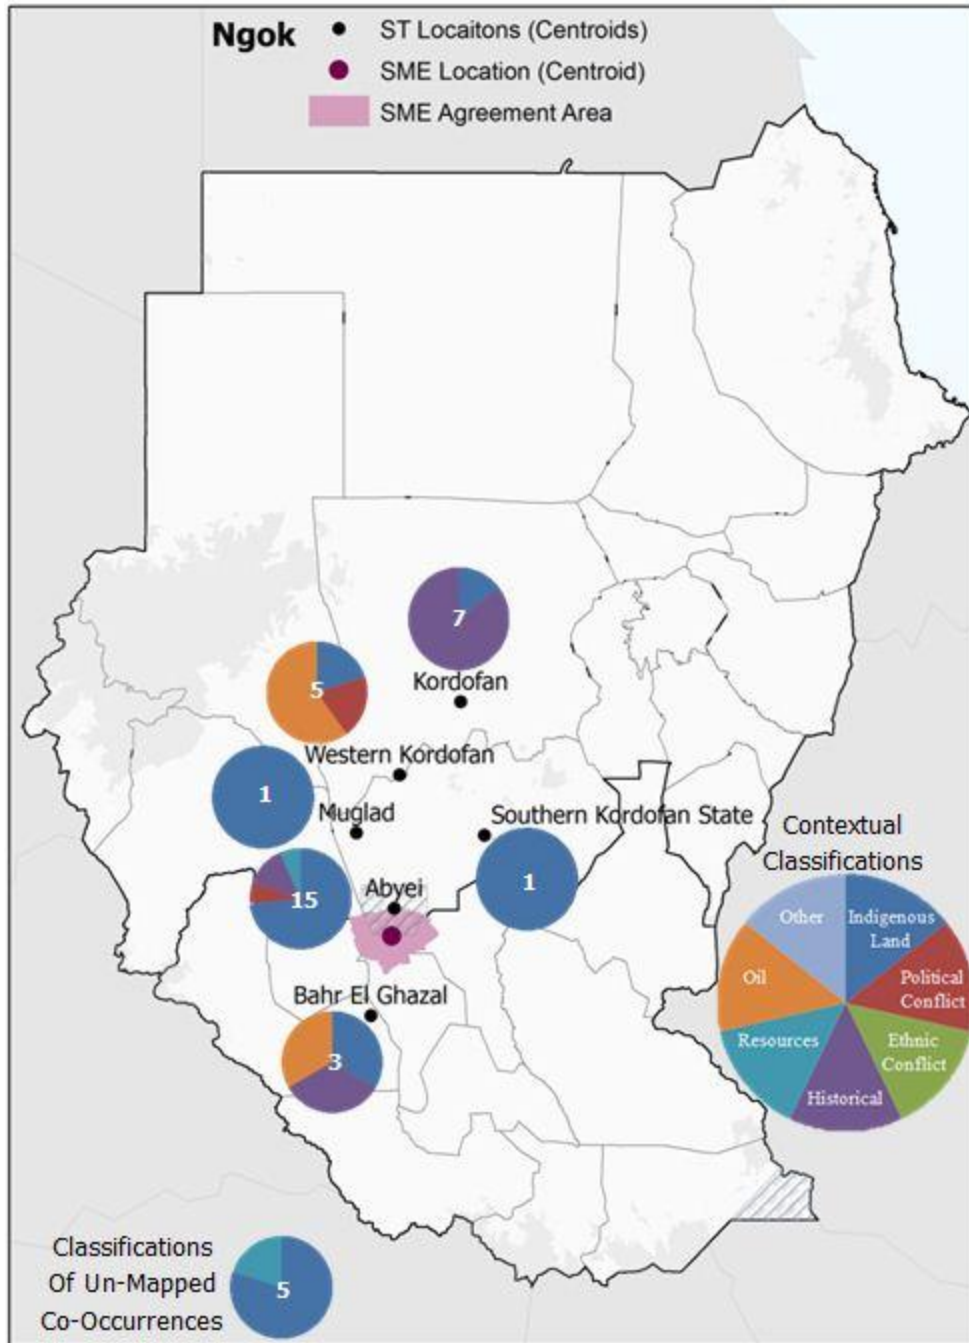 Ngok
ST Locaitons (Centroids)
SME Location (Centroid)
SME Agreement Area
7
Kordofan
5
Western Kordofan
1
Muglad
Southern Kordofan State
1
15
Abyei
Bahr El Ghazal
3
Contextual
Classifications
Other
Indigenous
Land
Oil
Political
Conflict
Resources
Ethnic
Conflict
Historical
Classifications
Of Un-Mapped
Co-Occurrences
5